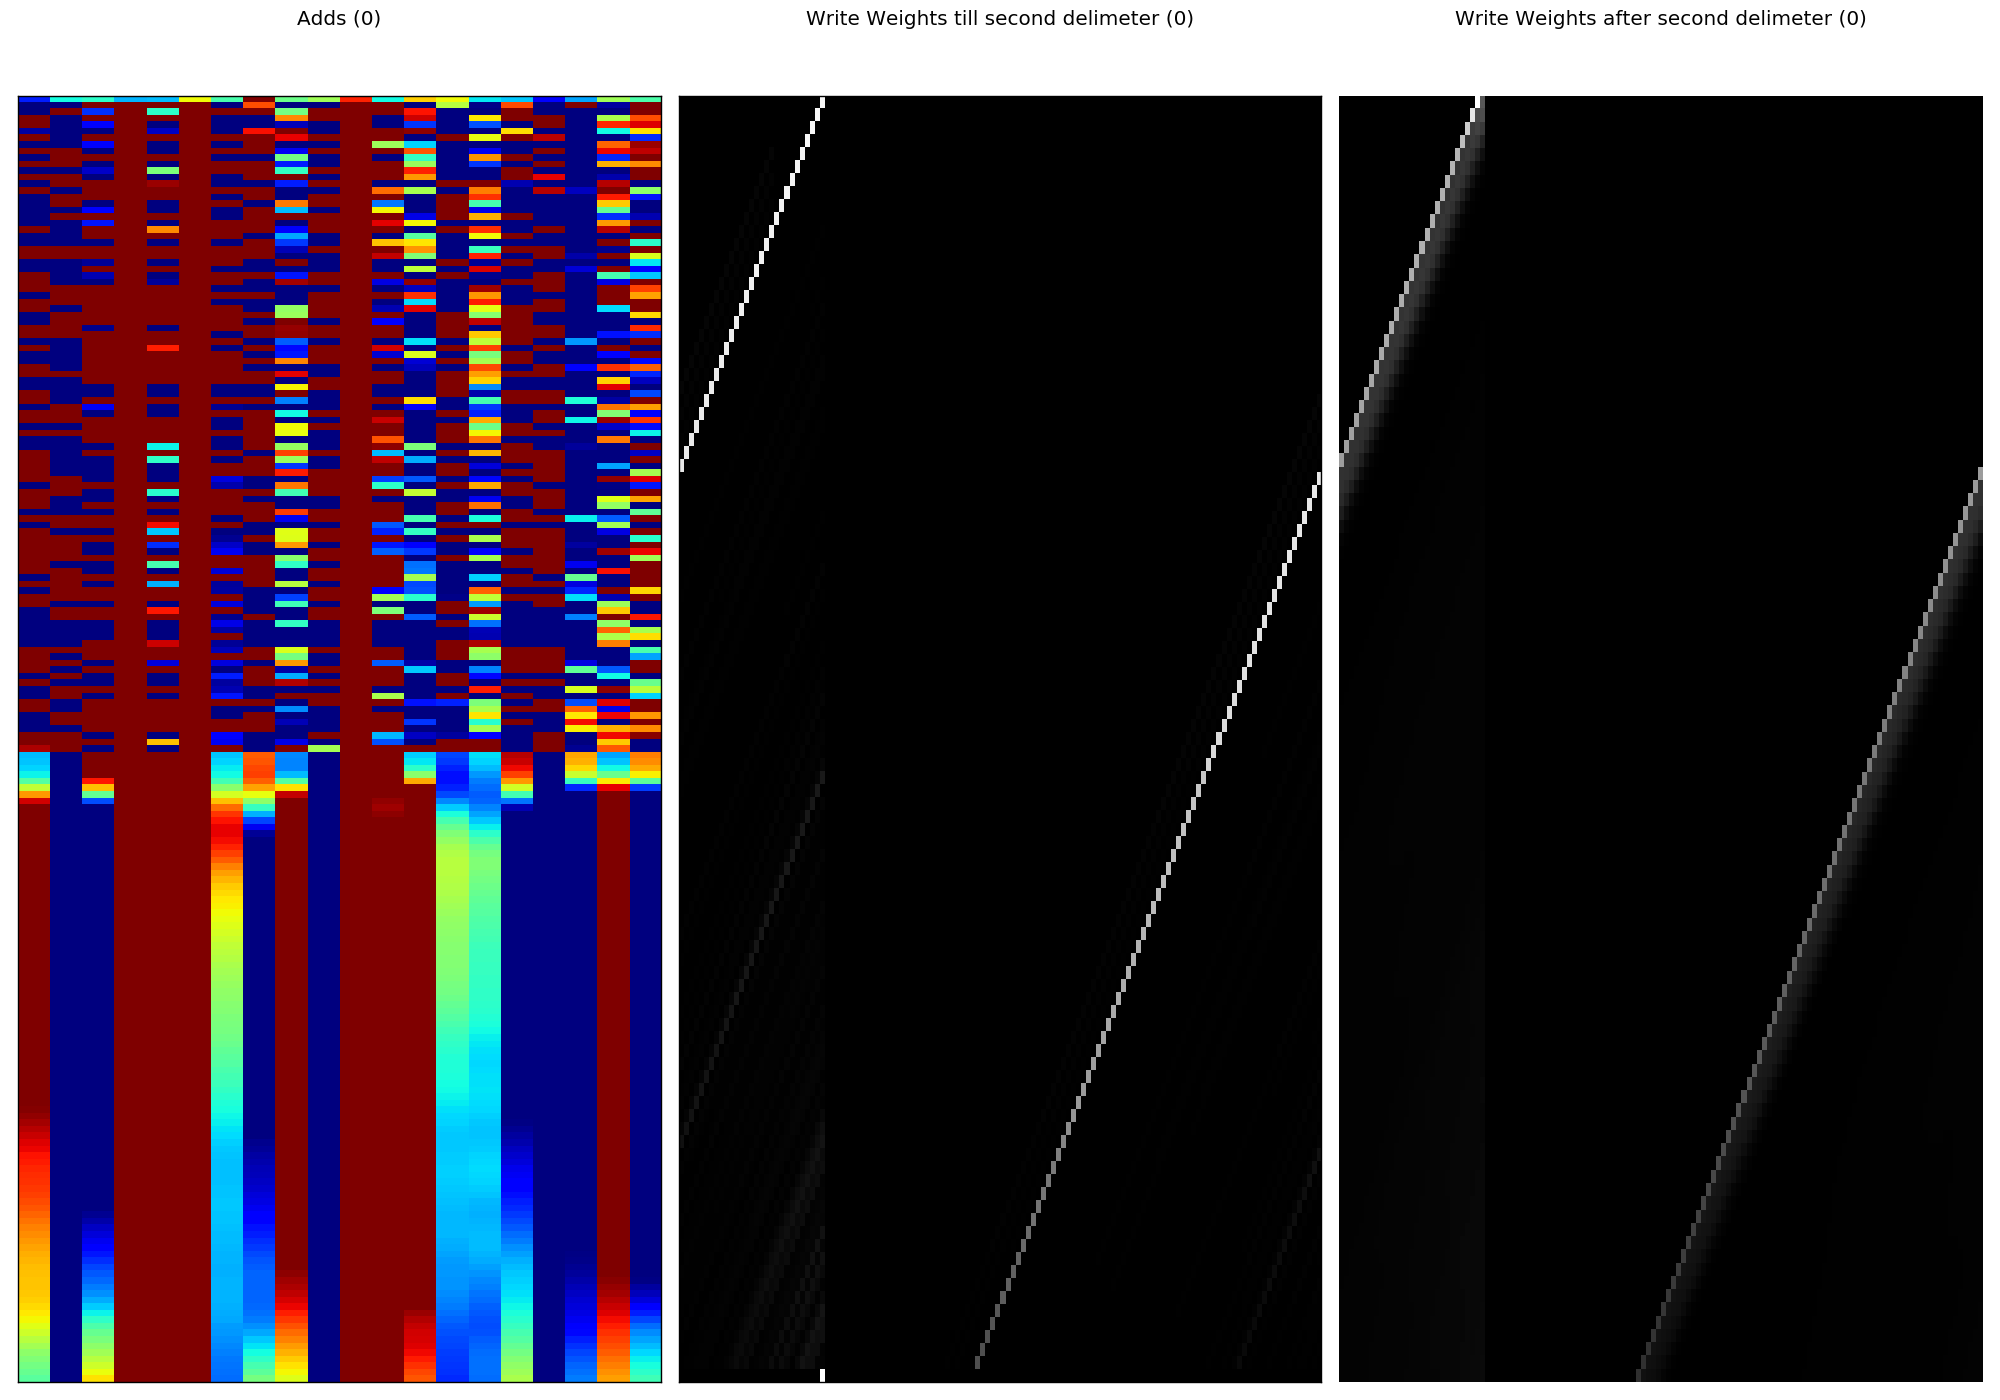 Adds (0)
Write Weights till second delimeter (0)
Write Weights after second delimeter (0)